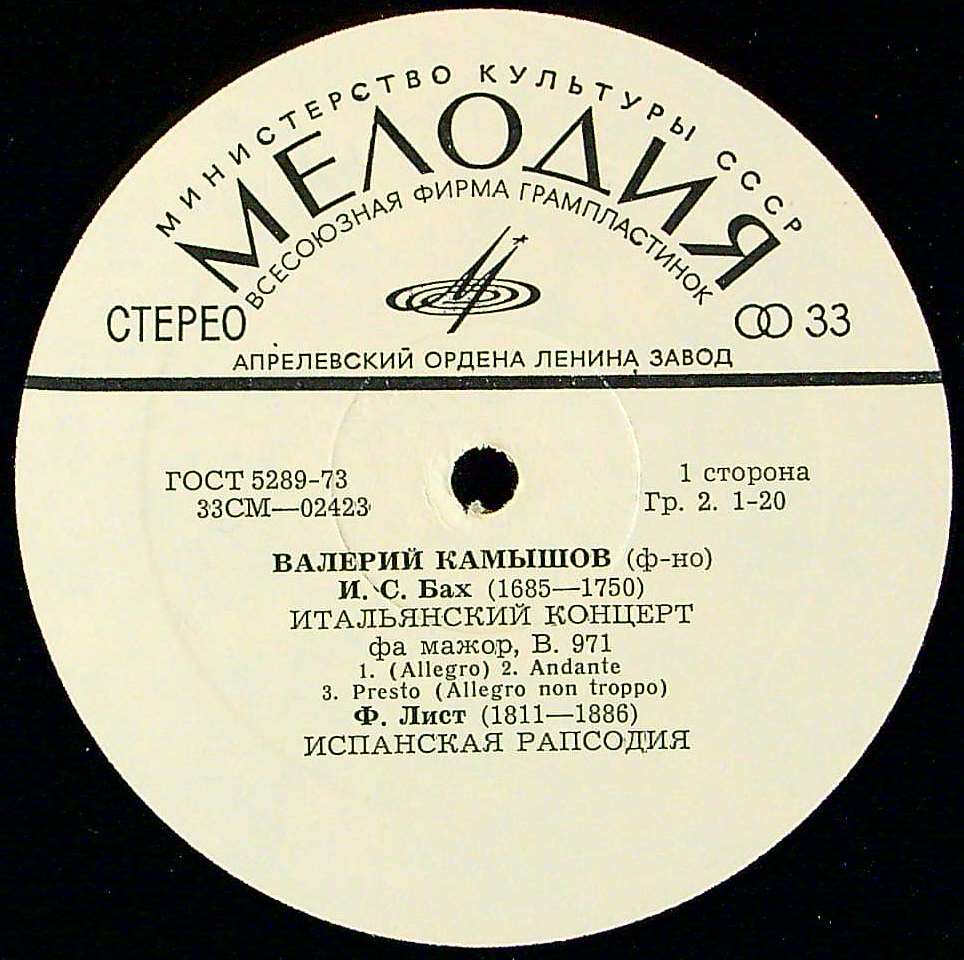 МИНИСТЕРСТВО КУЛЬТУРЫ СССР
МЕЛОДИЯ
ВСЕСОЮЗНАЯ ФИРМА ГРАМПЛАСТИНОК
СТЕРЕО
33
АПРЕЛЕВСКИЙ ОРДЕНА ЛЕНИНА ЗАВОД
ГОСТ 5289-73
1 сторона
33СМ—02423
Гр. 2. 1-20
ВАЛЕРИЙ КАМЫШОВ (ф-но)
И. С. Бах (1685—1750)
ИТАЛЬЯНСКИЙ КОНЦЕРТ
фа мажор, В. 971
1. (Allegro) 2. Andante
3. Presto (Allegro non troppo)
Ф. Лист (1811—1886)
ИСПАНСКАЯ РАПСОДИЯ